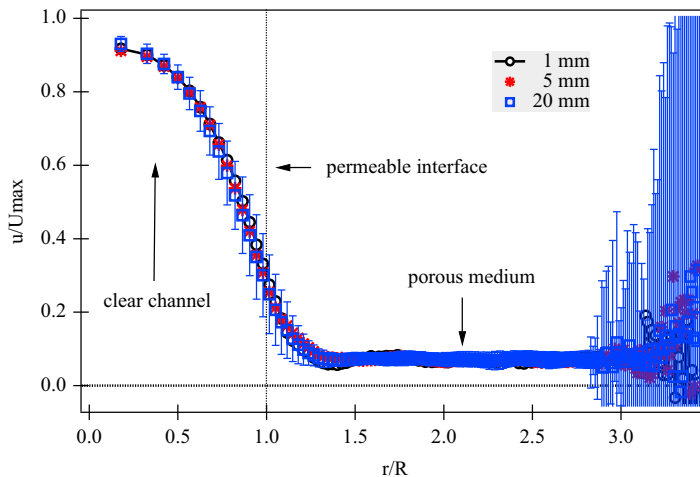 1.0
0.8
0.6
0.4
0.2
0.0
u/Umax
1 mm
5 mm
20 mm
permeable interface
clear channel
porous medium
0.0 0.5 1.0 1.5 2.0 2.5 3.0
r/R